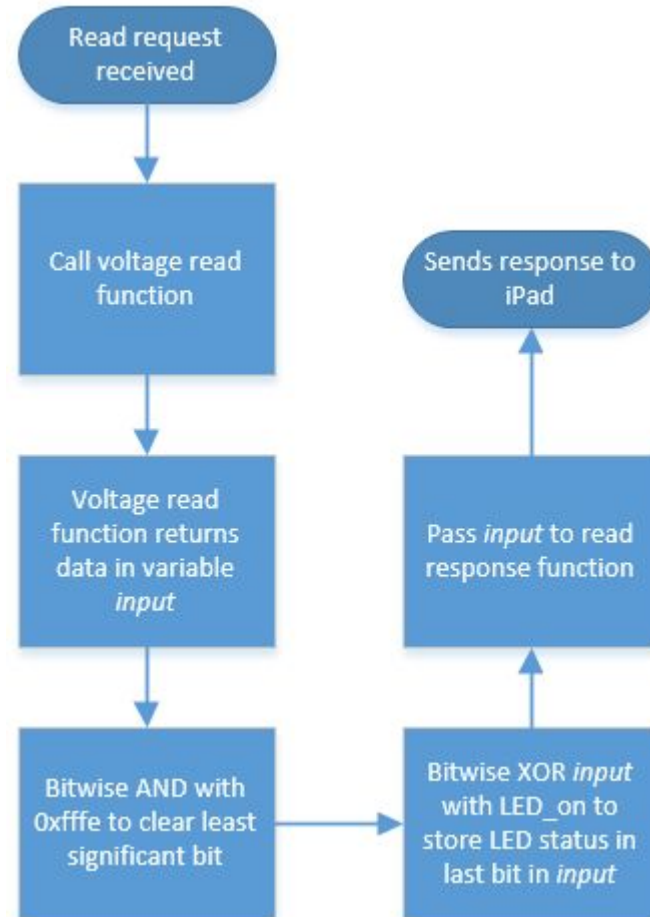 Read request
received
Call voltage read
function
Voltage read
function returns
data in variable
input
Bitwise AND with
0xfffe to clear least
significant bit
Bitwise XOR input
with LED_on to
store LED status in
last bit in input
Pass input to read
response function
Sends response to
iPad